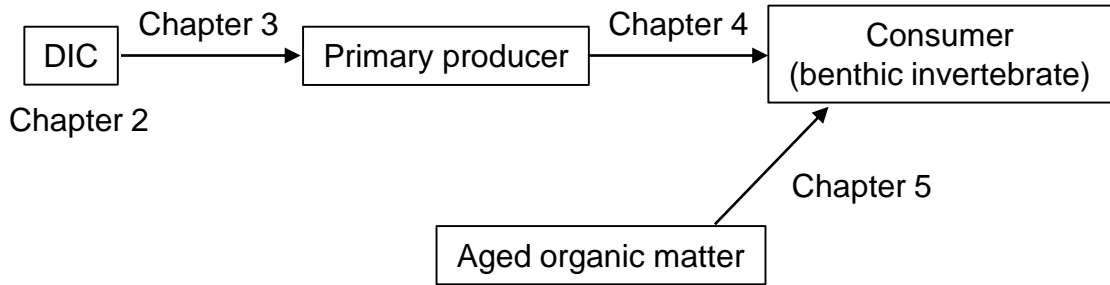 Chapter 3
Chapter 4
DIC
Primary producer
Consumer
(benthic invertebrate)
Chapter 2
Chapter 5
Aged organic matter